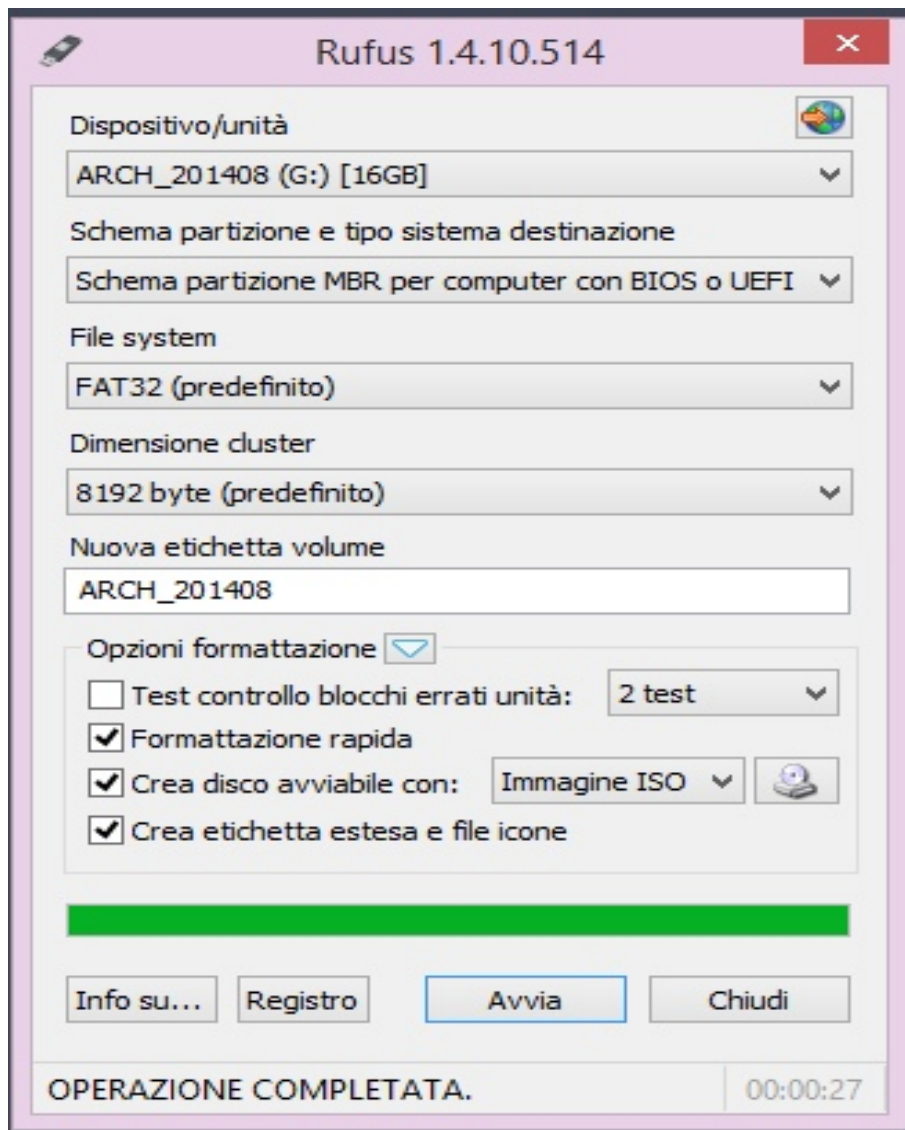 Rufus 1.4.10.514
Dispositivo/unità
ARCH_201408 (G:) [16GB]
Schema partizione e tipo sistema destinazione
Schema partizione MBR per computer con BIOS o UEFI
File system
FAT32 (predefinito)
Dimensione cluster
8192 byte (predefinito)
Nuova etichetta volume
ARCH_201408
Opzioni formattazione
Test controllo blocchi errati unità: 2 test
Formattazione rapida
Crea disco avviabile con: Immagine ISO
Crea etichetta estesa e file icone
Info su... Registro Avvia Chiudi
OPERAZIONE COMPLETATA. 00:00:27